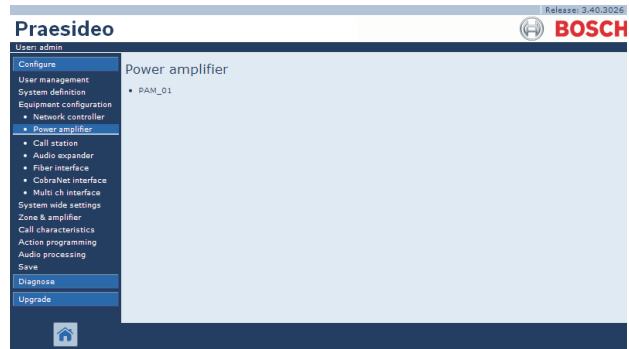 Release: 3.40.3026
Praesideo
BOSCH
User: admin
Configure
User management
System definition
Equipment configuration
• Network controller
• Power amplifier
• Call station
• Audio expander
• Fiber interface
• CobraNet interface
• Multi ch interface
System wide settings
Zone & amplifier
Call characteristics
Action programming
Audio processing
Save
Diagnose
Upgrade
Power amplifier
• PAM_01